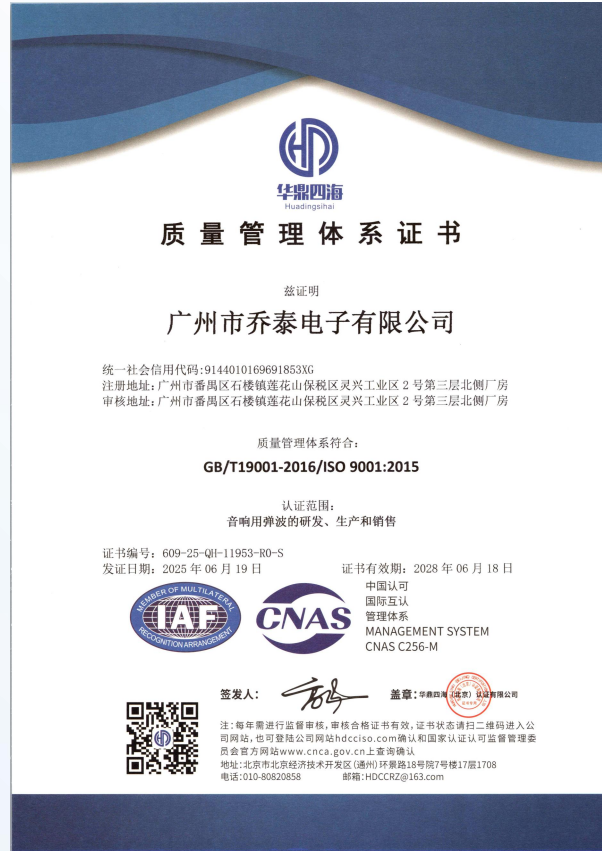 华鼎四海
Huadingsihai
质量管理体系证书
兹证明
广州市乔泰电子有限公司
统一社会信用代码:9144010169691853XG
注册地址:广州市番禺区石楼镇莲花山保税区灵兴工业区2号第三层北侧厂房
审核地址:广州市番禺区石楼镇莲花山保税区灵兴工业区2号第三层北侧厂房
质量管理体系符合:
GB/T19001-2016/ISO 9001:2015
认证范围:
音响用弹波的研发、生产和销售
证书编号: 609-25-QH-11953-R0-S
发证日期: 2025年06月19日
证书有效期: 2028年06月18日
MEMBER OF MULTILATERAL
IAF
RECOGNITION ARRANGEMENT
CNAS
中国认可
国际互认
管理体系
MANAGEMENT SYSTEM
CNAS C256-M
签发人:
盖章:华鼎四海(北京)认证有限公司
注:每年需进行监督审核,审核合格证书有效,证书状态请扫二维码进入公
司网站,也可登陆公司网站hdcciso.com确认和国家认证认可监督管理委
员会官方网站www.cnca.gov.cn上查询确认
地址:北京市北京经济技术开发区(通州)环景路18号院7号楼17层1708
电话:010-80820858 邮箱:HDCCRZ@163.com